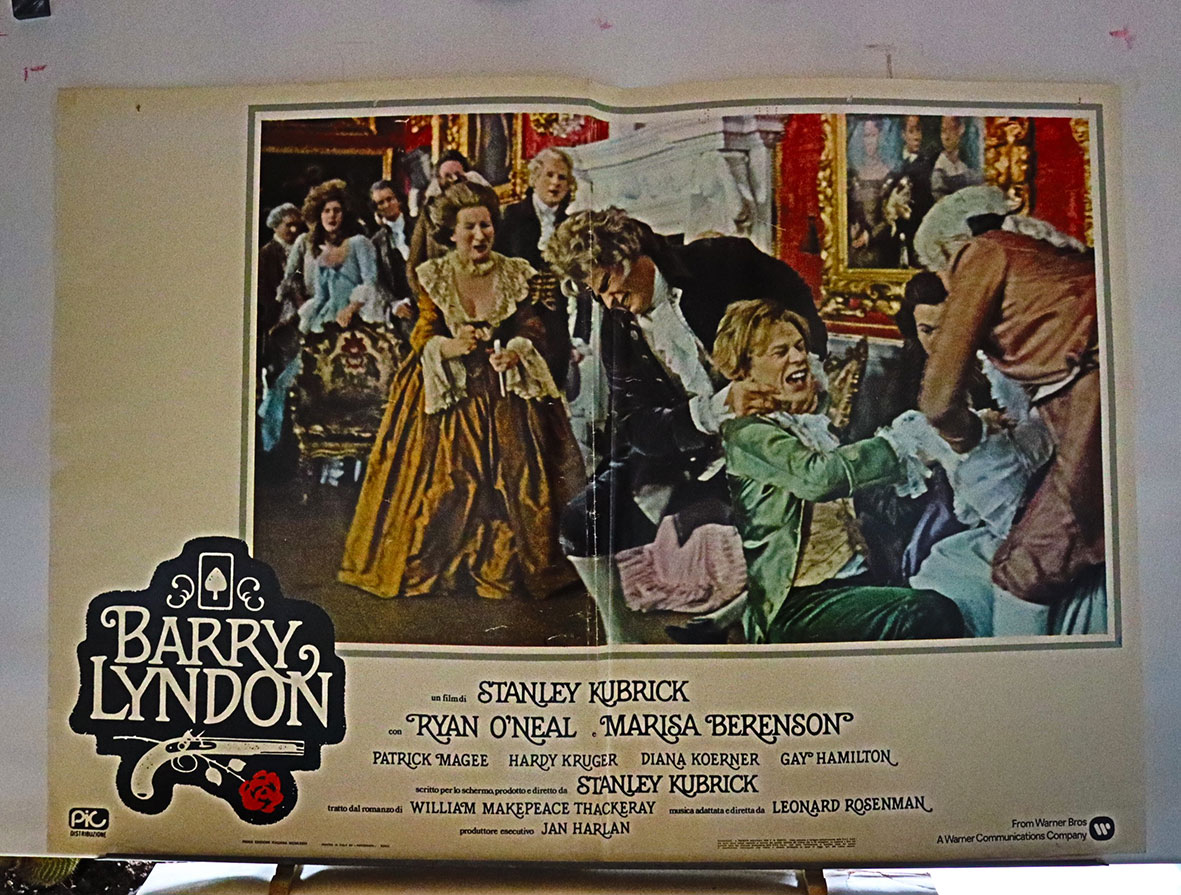 BARRY
LYNDON
un film di STANLEY KUBRICK
con RYAN O'NEAL e MARISA BERENSON
PATRICK MAGEE HARDY KRUGER DIANA KOERNER GAY HAMILTON
scritto per lo schermo, prodotto e diretto da STANLEY KUBRICK
tratto dal romanzo di WILLIAM MAKEPEACE THACKERAY musica adattata e diretta da LEONARD ROSENMAN
produttore esecutivo JAN HARLAN
PIC
DISTRIBUZIONE
From Warner Bros
A Warner Communications Company